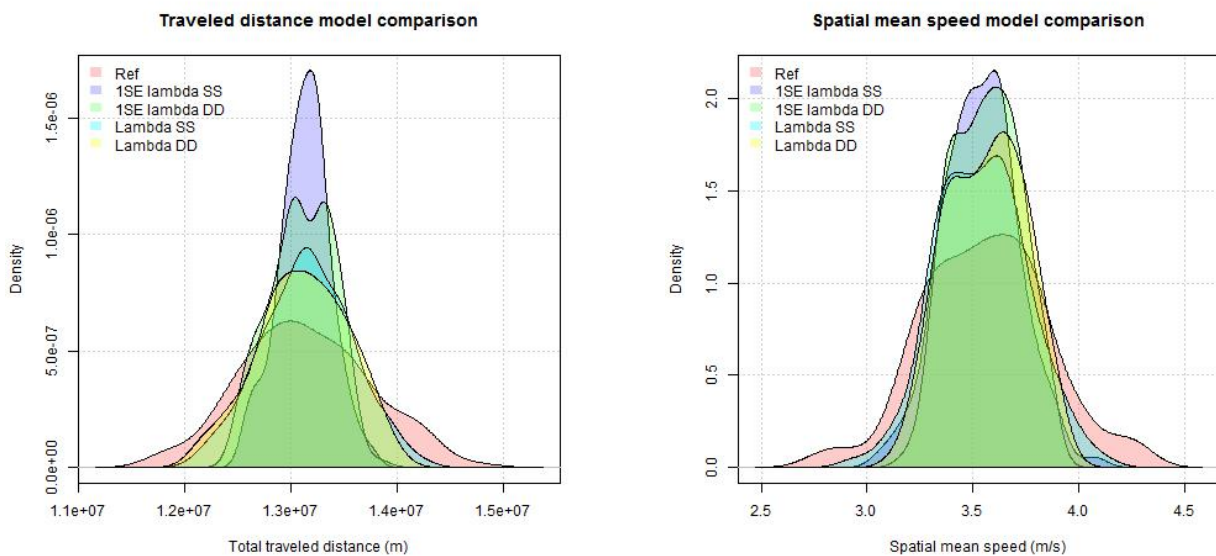 Traveled distance model comparison
Ref
1SE lambda SS
1SE lambda DD
Lambda SS
Lambda DD
Density
0.0e+00
5.0e-07
1.0e-06
1.5e-06
1.1e+07
1.2e+07
1.3e+07
1.4e+07
1.5e+07
Total traveled distance (m)
Spatial mean speed model comparison
Ref
1SE lambda SS
1SE lambda DD
Lambda SS
Lambda DD
Density
0.0
0.5
1.0
1.5
2.0
2.5
3.0
3.5
4.0
4.5
Spatial mean speed (m/s)